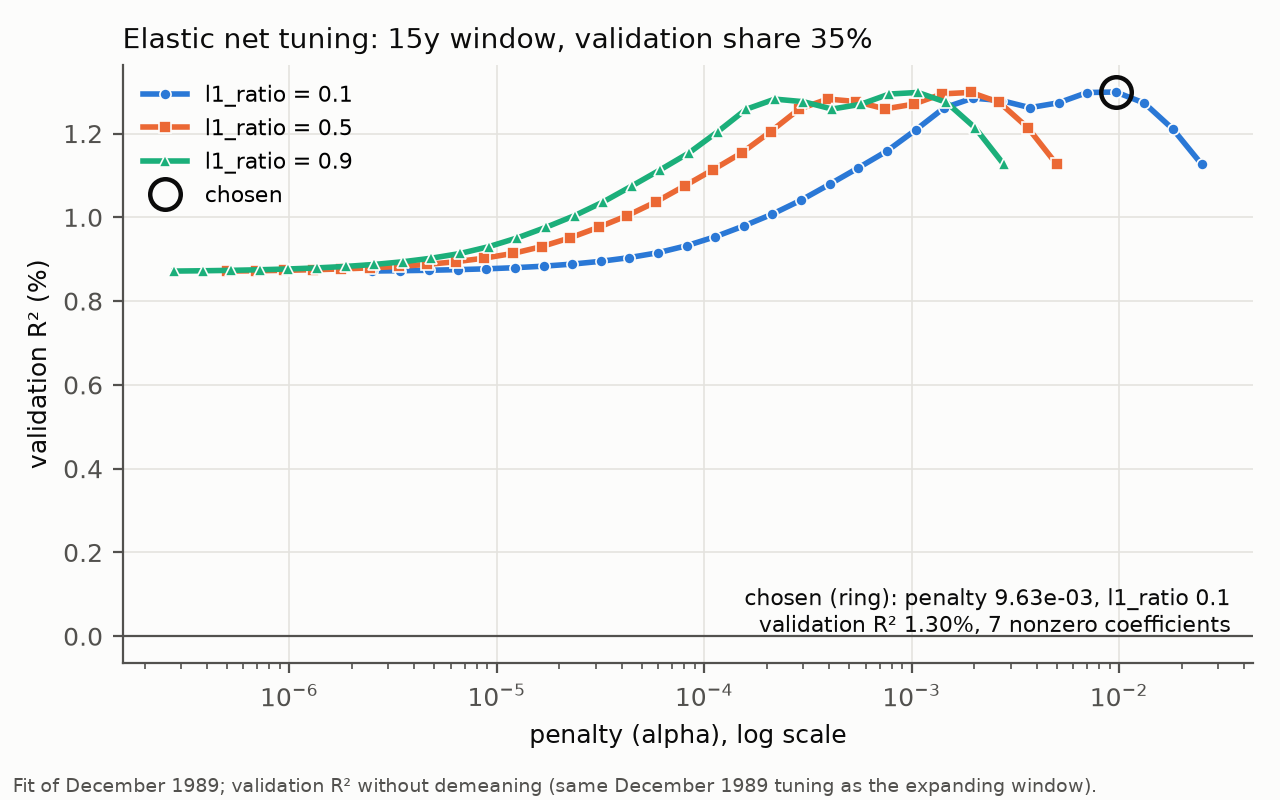 Elastic net tuning: 15y window, validation share 35%
l1_ratio = 0.1
l1_ratio = 0.5
l1_ratio = 0.9
chosen
validation R² (%)
1.2
1.0
0.8
0.6
0.4
0.2
0.0
chosen (ring): penalty 9.63e-03, l1_ratio 0.1
validation R² 1.30%, 7 nonzero coefficients
10⁻⁶ 10⁻⁵ 10⁻⁴ 10⁻³ 10⁻²
penalty (alpha), log scale
Fit of December 1989; validation R² without demeaning (same December 1989 tuning as the expanding window).